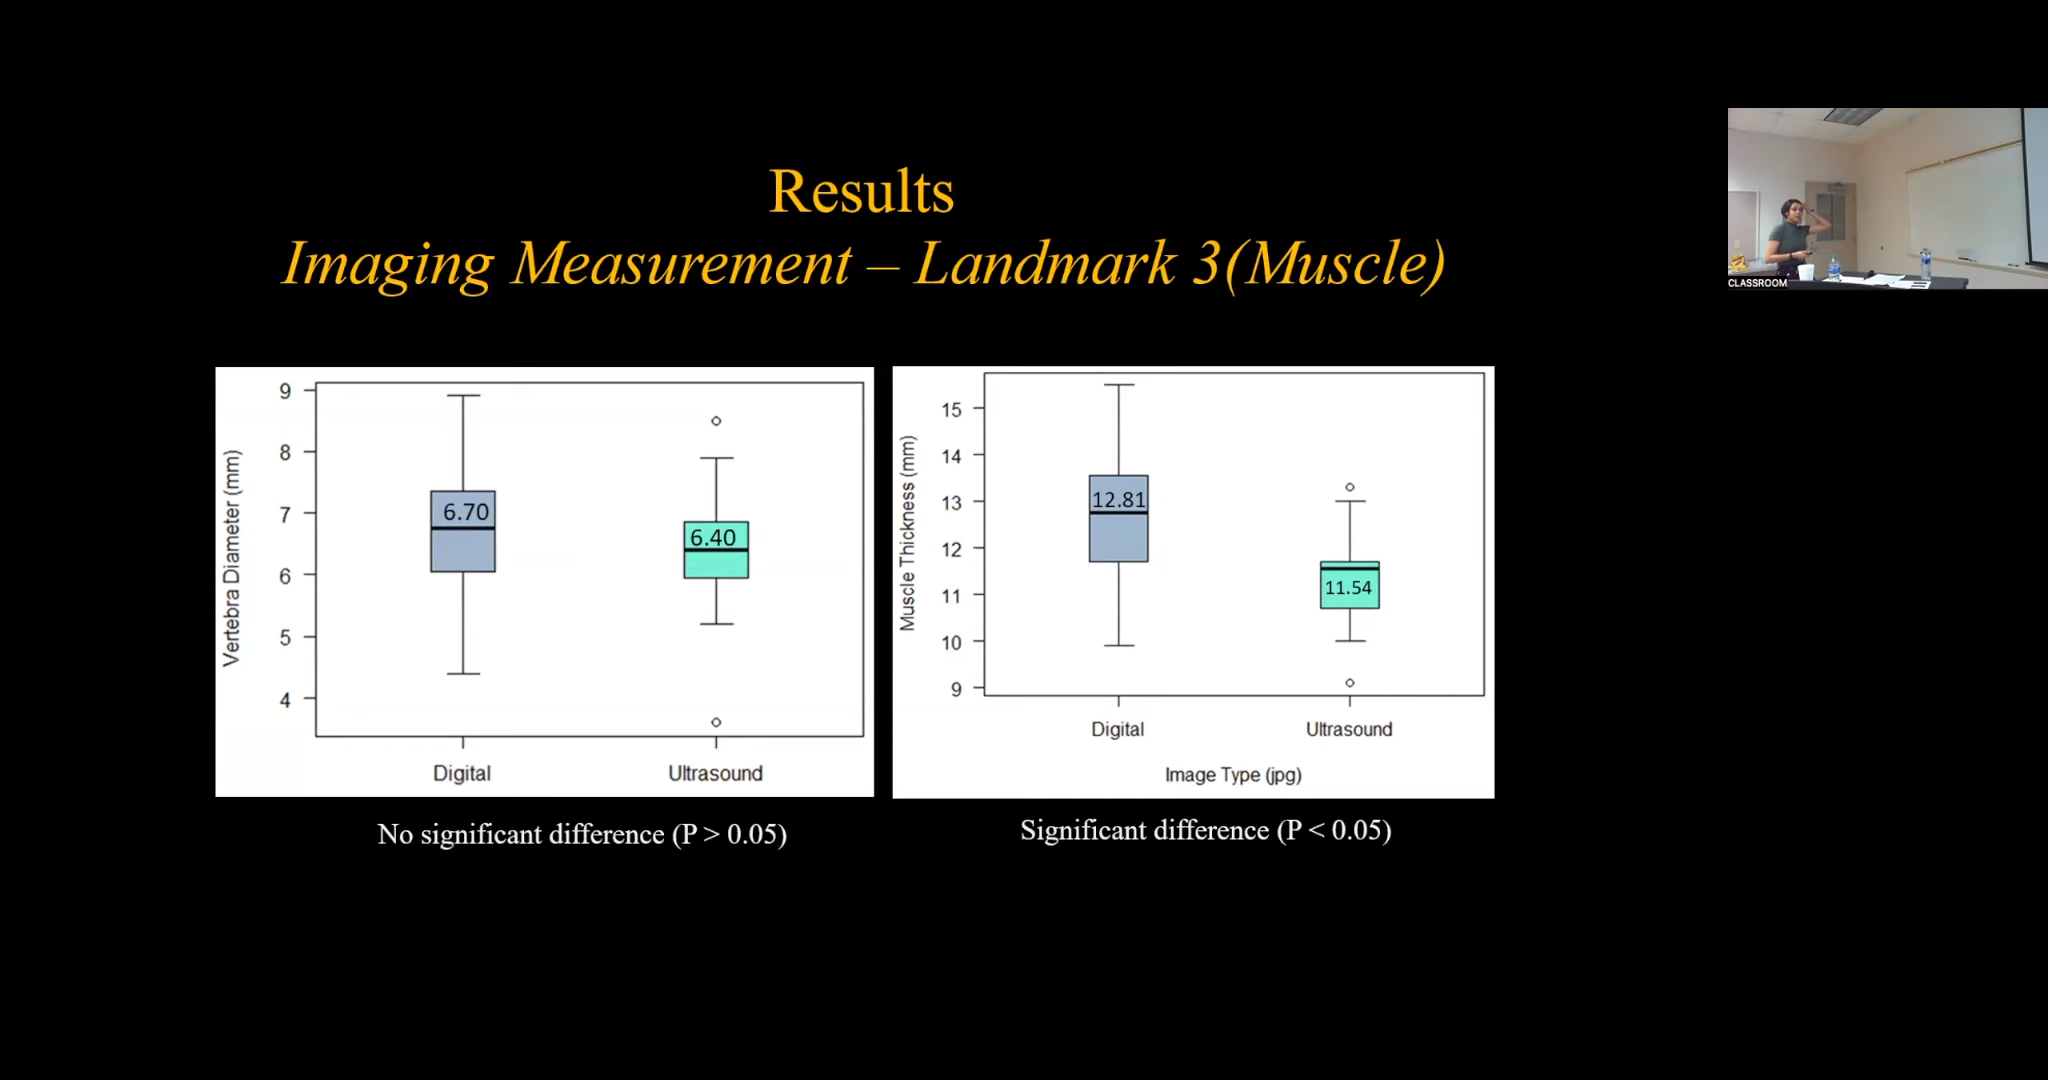 Results
Imaging Measurement – Landmark 3(Muscle)
CLASSROOM
Vertebra Diameter (mm)
9
8
7
6
5
4
6.70
6.40
Digital
Ultrasound
No significant difference (P > 0.05)
Muscle Thickness (mm)
15
14
13
12
11
10
9
12.81
11.54
Digital
Ultrasound
Image Type (jpg)
Significant difference (P < 0.05)